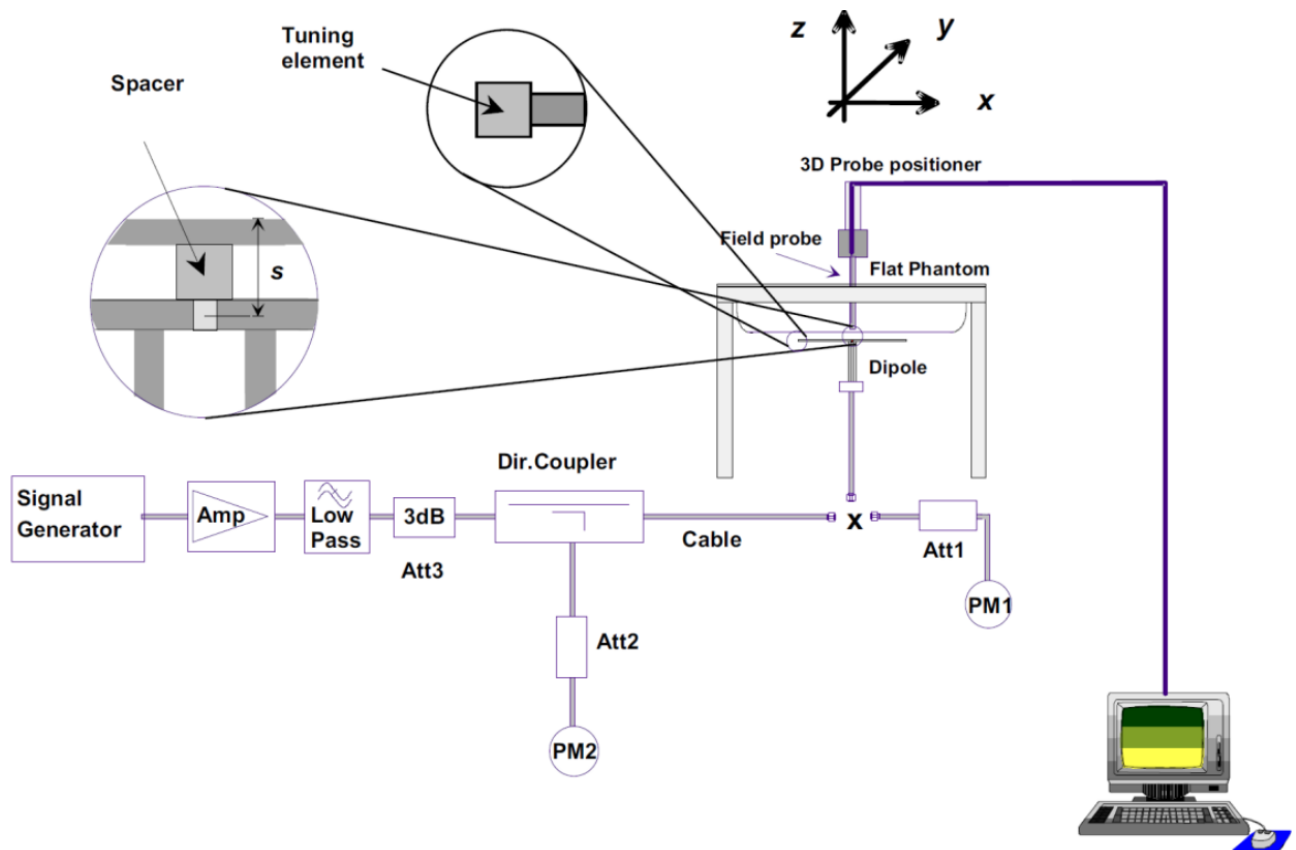 z
y
x
Tuning
element
Spacer
s
3D Probe positioner
Field probe
Flat Phantom
Dipole
Dir.Coupler
Signal
Generator
Amp
Low
Pass
3dB
Att3
Cable
x
Att1
PM1
Att2
PM2